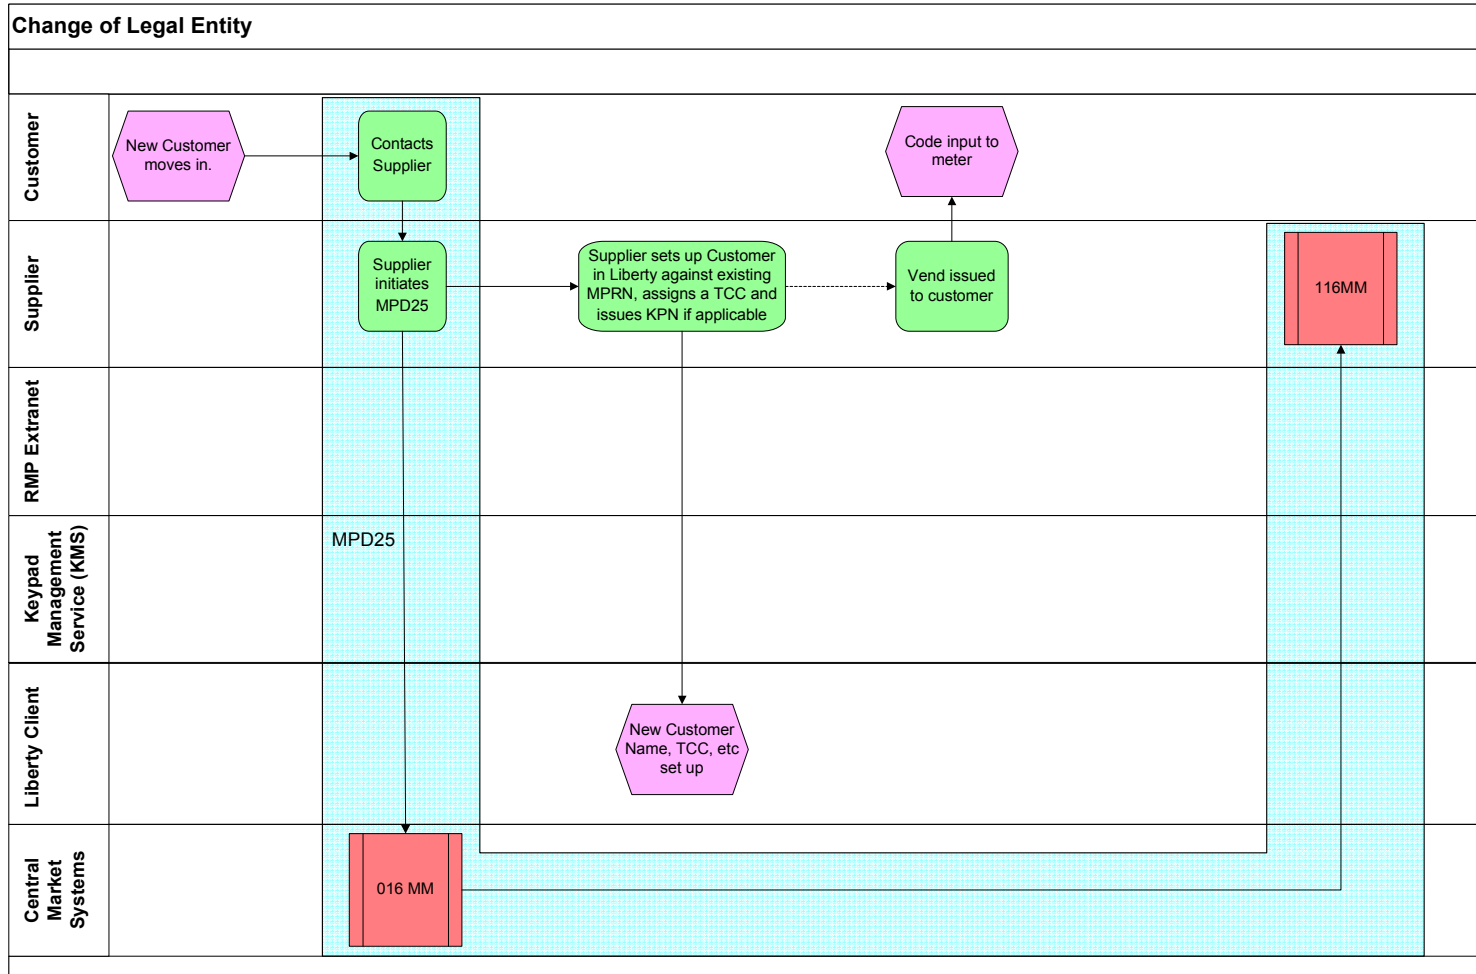 Change of Legal Entity
Customer
New Customer
moves in.
Contacts
Supplier
Code input to
meter
Supplier
Supplier
initiates
MPD25
Supplier sets up Customer
in Liberty against existing
MPRN, assigns a TCC and
issues KPN if applicable
Vend issued
to customer
116MM
RMP Extranet
Keypad
Management
Service (KMS)
MPD25
Liberty Client
New Customer
Name, TCC, etc
set up
Central
Market
Systems
016 MM